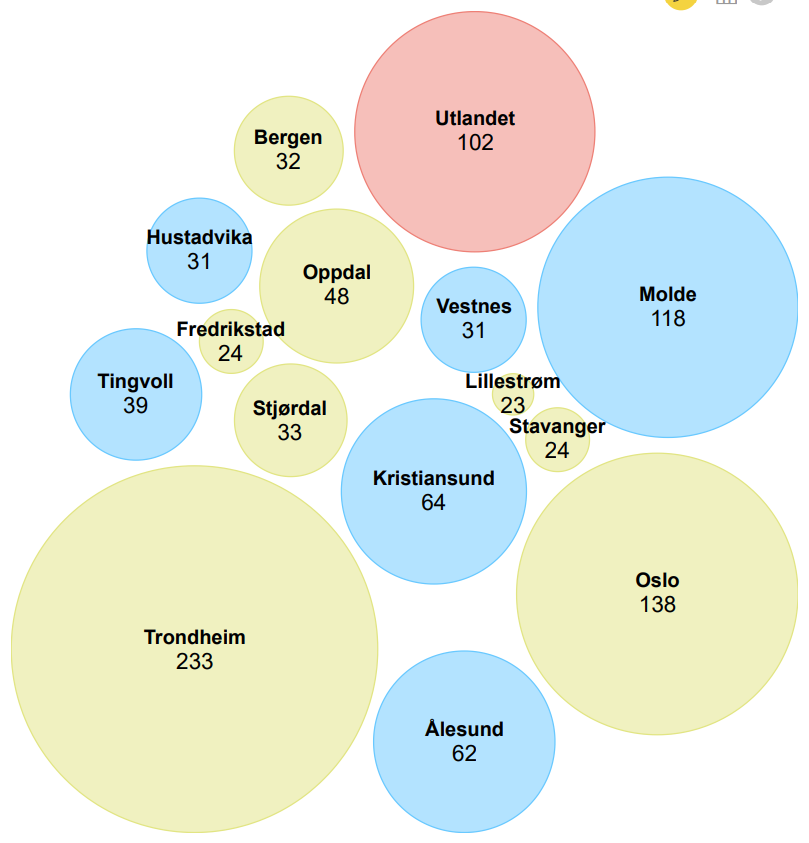 Utlandet
102
Bergen
32
Hustadvika
31
Oppdal
48
Vestnes
31
Molde
118
Fredrikstad
24
Tingvoll
39
Stjørdal
33
Lillestrøm
23
Stavanger
24
Kristiansund
64
Oslo
138
Trondheim
233
Ålesund
62